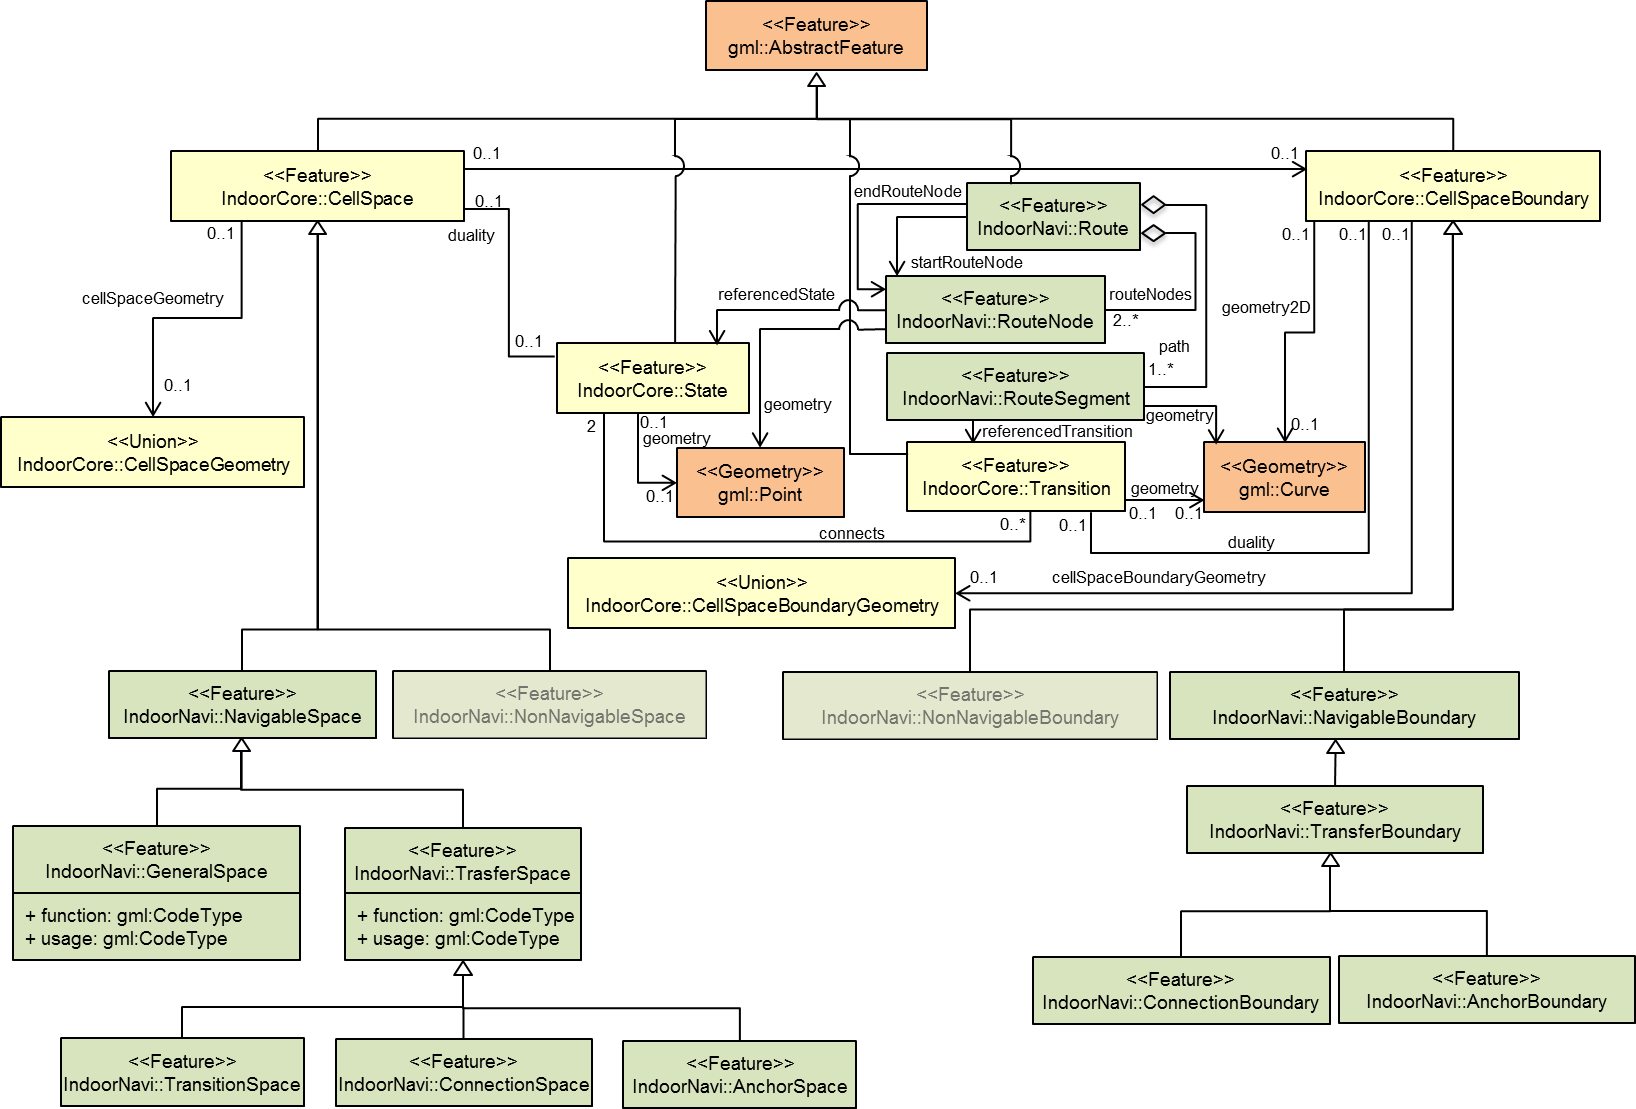 <<Feature>>
gml::AbstractFeature
<<Feature>>
IndoorCore::CellSpace
0..1
0..1
<<Feature>>
IndoorCore::CellSpaceBoundary
endRouteNode
<<Feature>>
IndoorNavi::Route
0..1
duality
0..1
0..1
0..1
0..1
startRouteNode
cellSpaceGeometry
referencedState
<<Feature>>
IndoorNavi::RouteNode
routeNodes
2..*
geometry2D
0..1
path
1..*
<<Feature>>
IndoorCore::State
<<Feature>>
IndoorNavi::RouteSegment
0..1
geometry
geometry
2
0..1
geometry
referencedTransition
0..1
<<Union>>
IndoorCore::CellSpaceGeometry
<<Geometry>>
gml::Point
0..1
<<Feature>>
IndoorCore::Transition
geometry
0..1
0..1
<<Geometry>>
gml::Curve
0..*
0..1
connects
duality
<<Union>>
IndoorCore::CellSpaceBoundaryGeometry
0..1
cellSpaceBoundaryGeometry
<<Feature>>
IndoorNavi::NavigableSpace
<<Feature>>
IndoorNavi::NonNavigableSpace
<<Feature>>
IndoorNavi::NonNavigableBoundary
<<Feature>>
IndoorNavi::NavigableBoundary
<<Feature>>
IndoorNavi::TransferBoundary
<<Feature>>
IndoorNavi::GeneralSpace
+ function: gml:CodeType
+ usage: gml:CodeType
<<Feature>>
IndoorNavi::TrasferSpace
+ function: gml:CodeType
+ usage: gml:CodeType
<<Feature>>
IndoorNavi::ConnectionBoundary
<<Feature>>
IndoorNavi::AnchorBoundary
<<Feature>>
IndoorNavi::TransitionSpace
<<Feature>>
IndoorNavi::ConnectionSpace
<<Feature>>
IndoorNavi::AnchorSpace